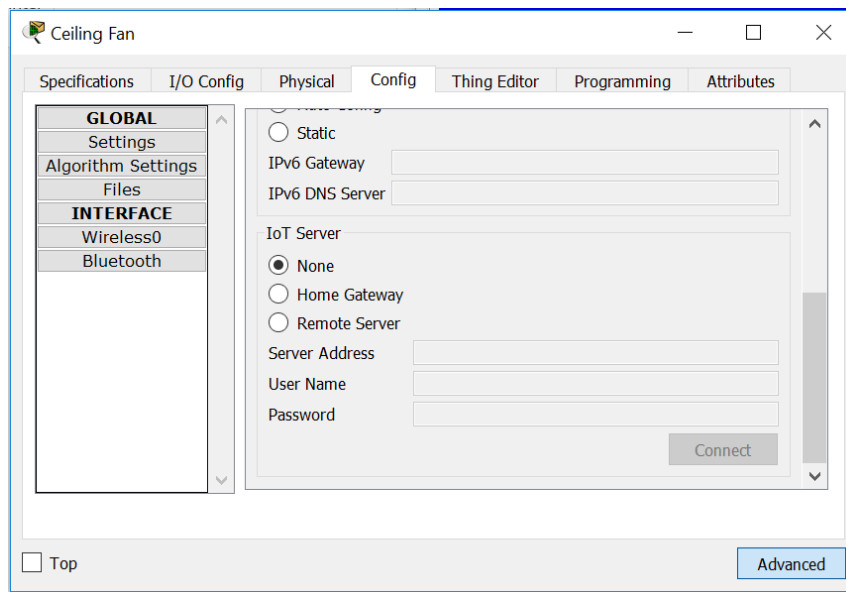 Ceiling Fan
Specifications I/O Config Physical Config Thing Editor Programming Attributes
GLOBAL
Settings
Algorithm Settings
Files
INTERFACE
Wireless0
Bluetooth
Static
IPv6 Gateway
IPv6 DNS Server
IoT Server
None
Home Gateway
Remote Server
Server Address
User Name
Password
Connect
Top
Advanced